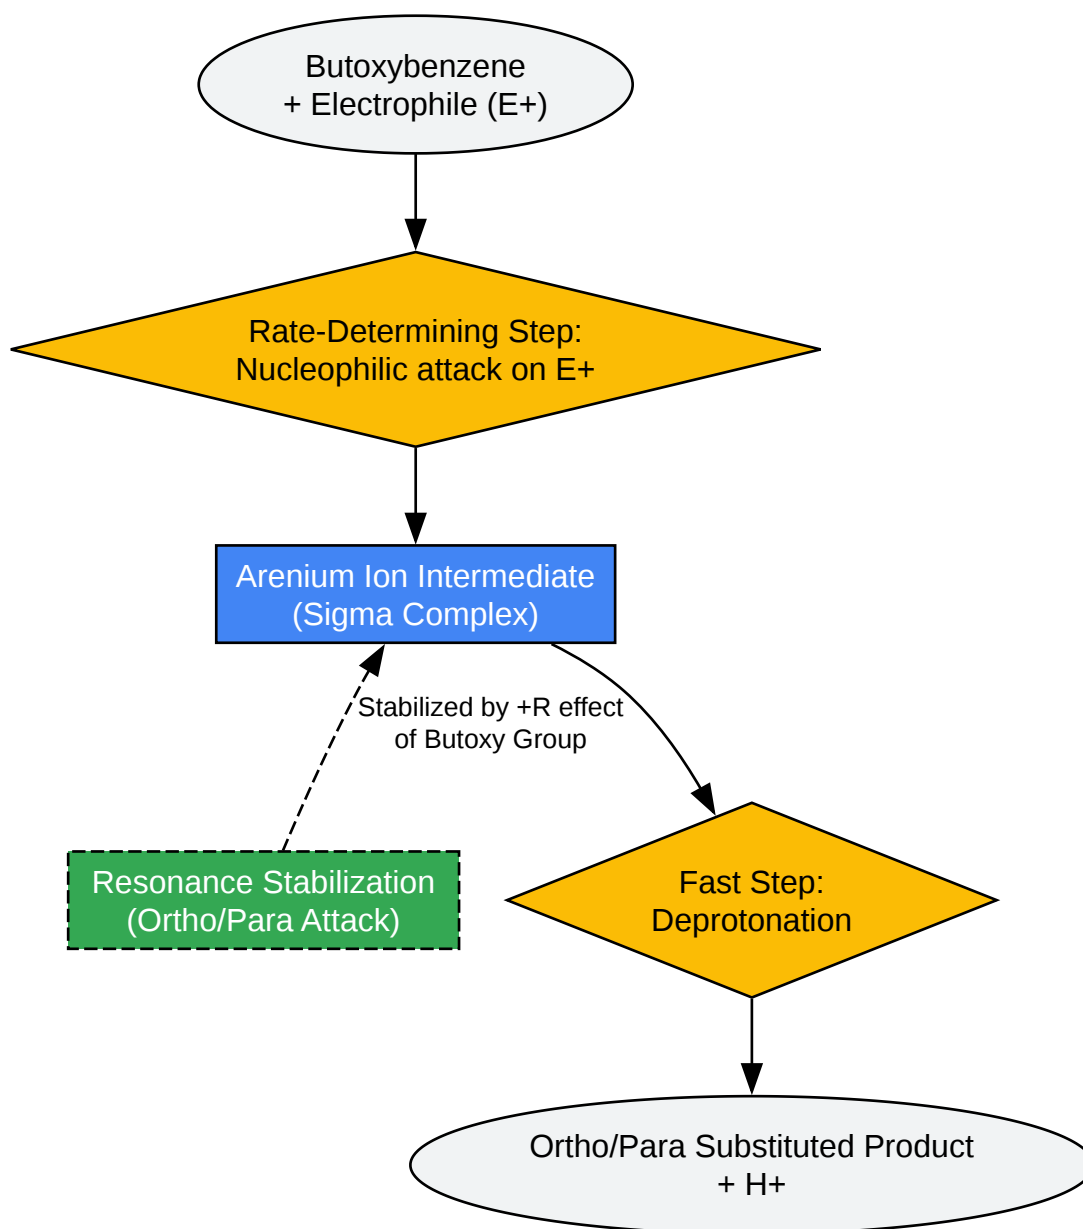 Butoxybenzene
+ Electrophile (E+)
Rate-Determining Step:
Nucleophilic attack on E+
Arenium Ion Intermediate
(Sigma Complex)
Stabilized by +R effect
of Butoxy Group
Resonance Stabilization
(Ortho/Para Attack)
Fast Step:
Deprotonation
Ortho/Para Substituted Product
+ H+